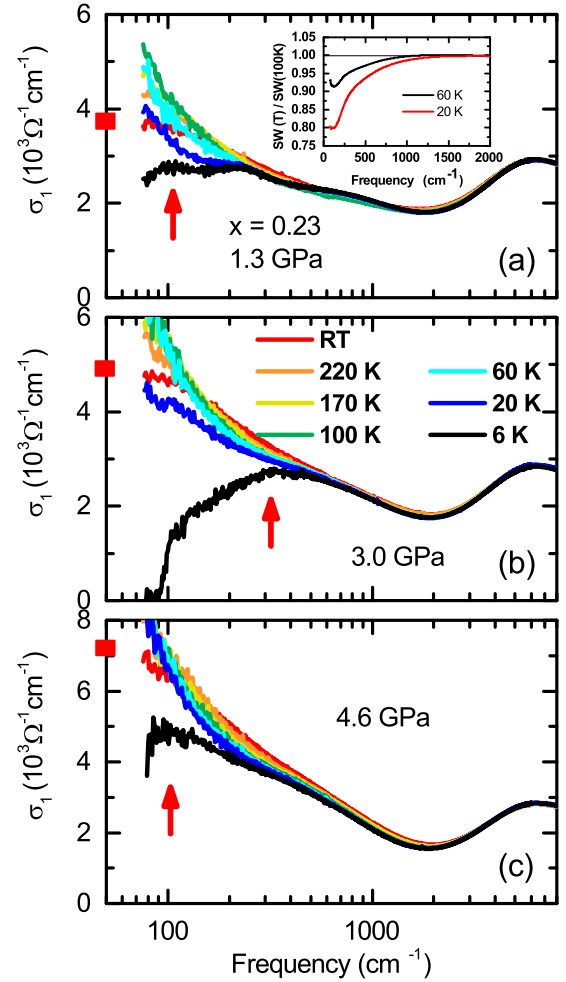 6
4
2
0
σ₁ (10³Ω⁻¹cm⁻¹)
1.05
1.00
0.95
0.90
0.85
0.80
0.75
SW(T) / SW(100K)
60 K
20 K
0 500 1000 1500 2000
Frequency (cm⁻¹)
x = 0.23
1.3 GPa
(a)
6
4
2
0
σ₁ (10³Ω⁻¹cm⁻¹)
RT
220 K 60 K
170 K 20 K
100 K 6 K
3.0 GPa
(b)
8
6
4
2
0
σ₁ (10³Ω⁻¹cm⁻¹)
4.6 GPa
(c)
100 1000
Frequency (cm⁻¹)